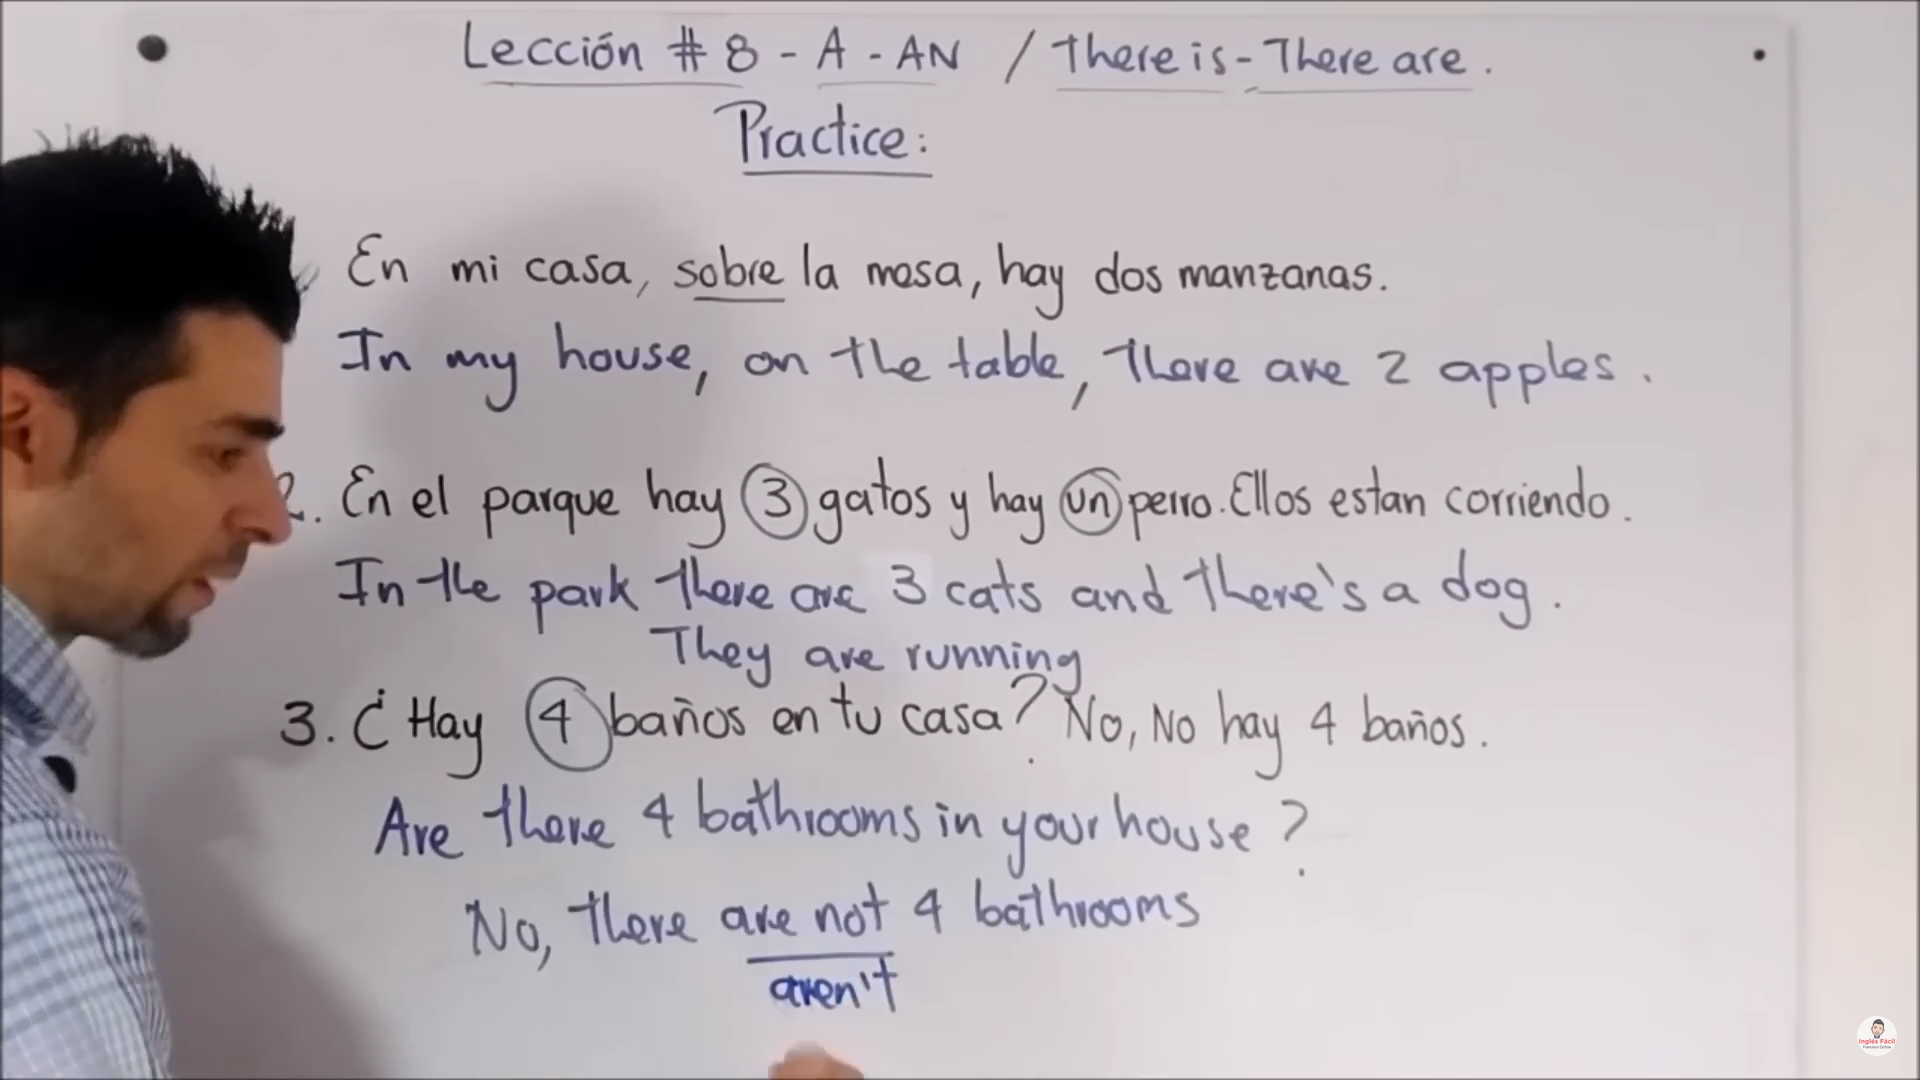 Lección # 8 - A - AN / There is - There are.
Practice:
En mi casa, sobre la mesa, hay dos manzanas.
In my house, on the table, there are 2 apples.
2. En el parque hay 3 gatos y hay un perro. Ellos estan corriendo.
In the park there are 3 cats and there's a dog.
They are running
3. ¿Hay 4 baños en tu casa? No, No hay 4 baños.
Are there 4 bathrooms in your house?
No, there are not 4 bathrooms
aren't
Inglés Fácil